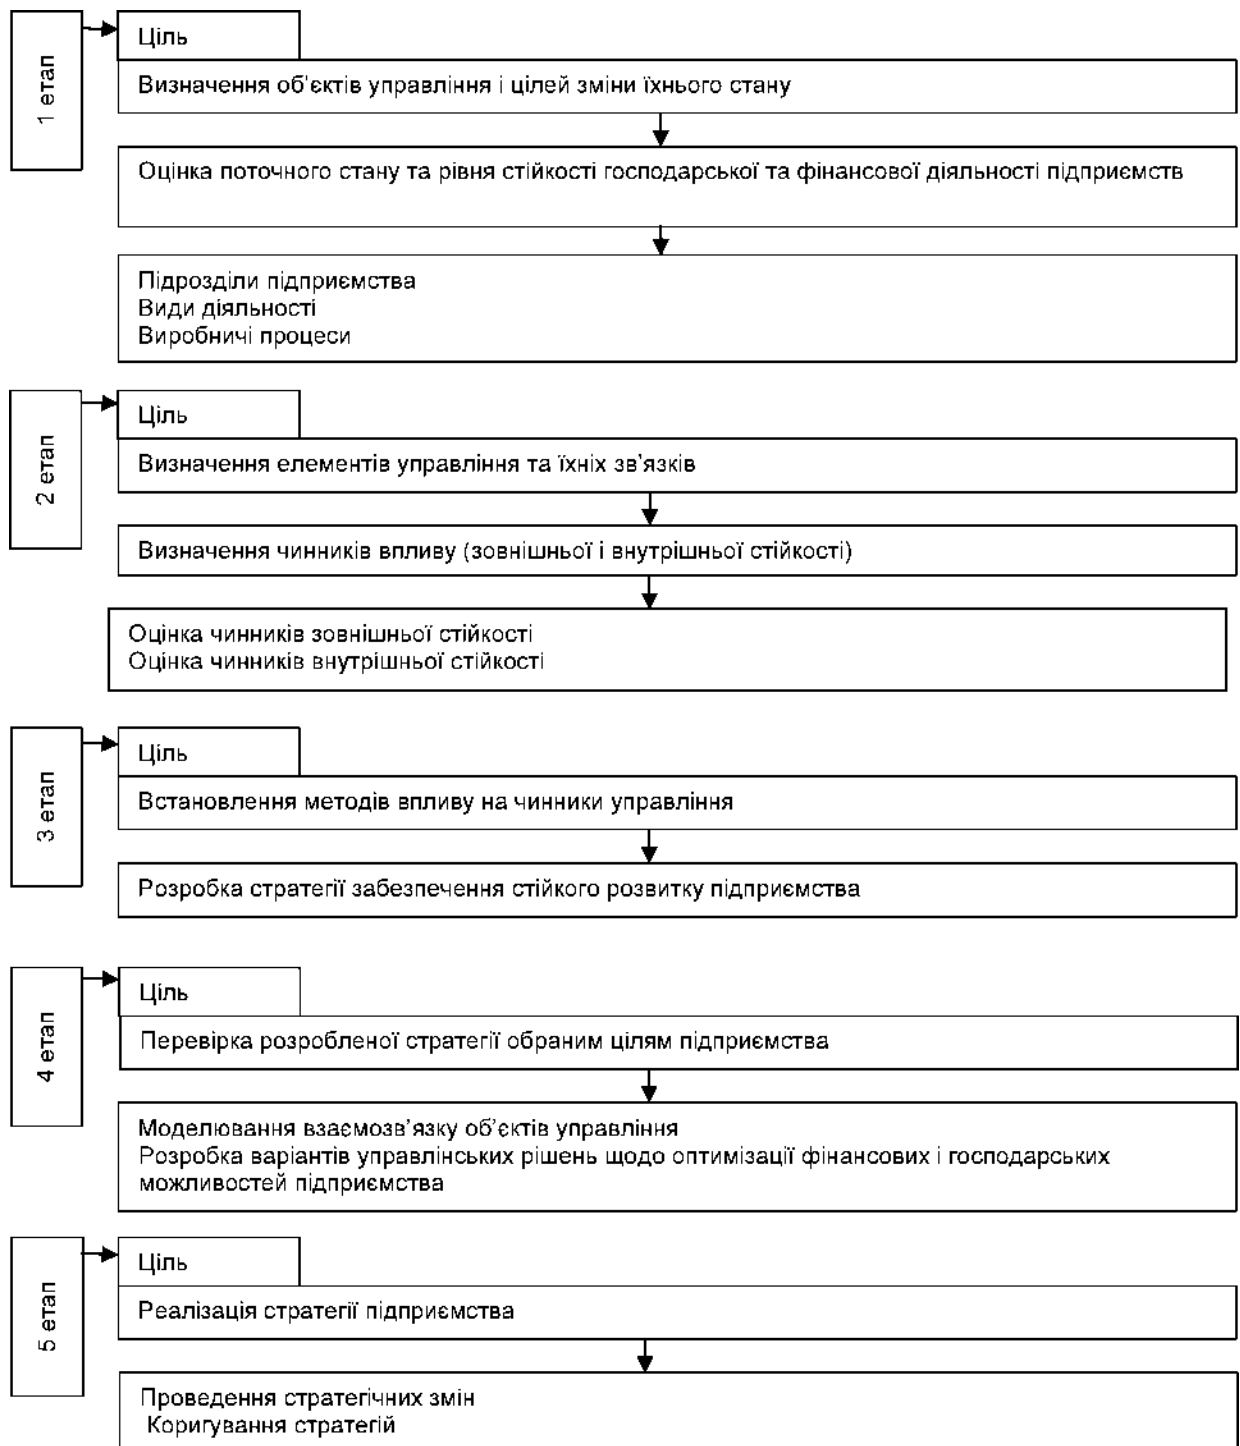 1 етап
Ціль
Визначення об’єктів управління і цілей зміни їхнього стану
Оцінка поточного стану та рівня стійкості господарської та фінансової діяльності підприємств
Підрозділи підприємства
Види діяльності
Виробничі процеси
2 етап
Ціль
Визначення елементів управління та їхніх зв’язків
Визначення чинників впливу (зовнішньої і внутрішньої стійкості)
Оцінка чинників зовнішньої стійкості
Оцінка чинників внутрішньої стійкості
3 етап
Ціль
Встановлення методів впливу на чинники управління
Розробка стратегії забезпечення стійкого розвитку підприємства
4 етап
Ціль
Перевірка розробленої стратегії обраним цілям підприємства
Моделювання взаємозв’язку об’єктів управління
Розробка варіантів управлінських рішень щодо оптимізації фінансових і господарських
можливостей підприємства
5 етап
Ціль
Реалізація стратегії підприємства
Проведення стратегічних змін
Коригування стратегій